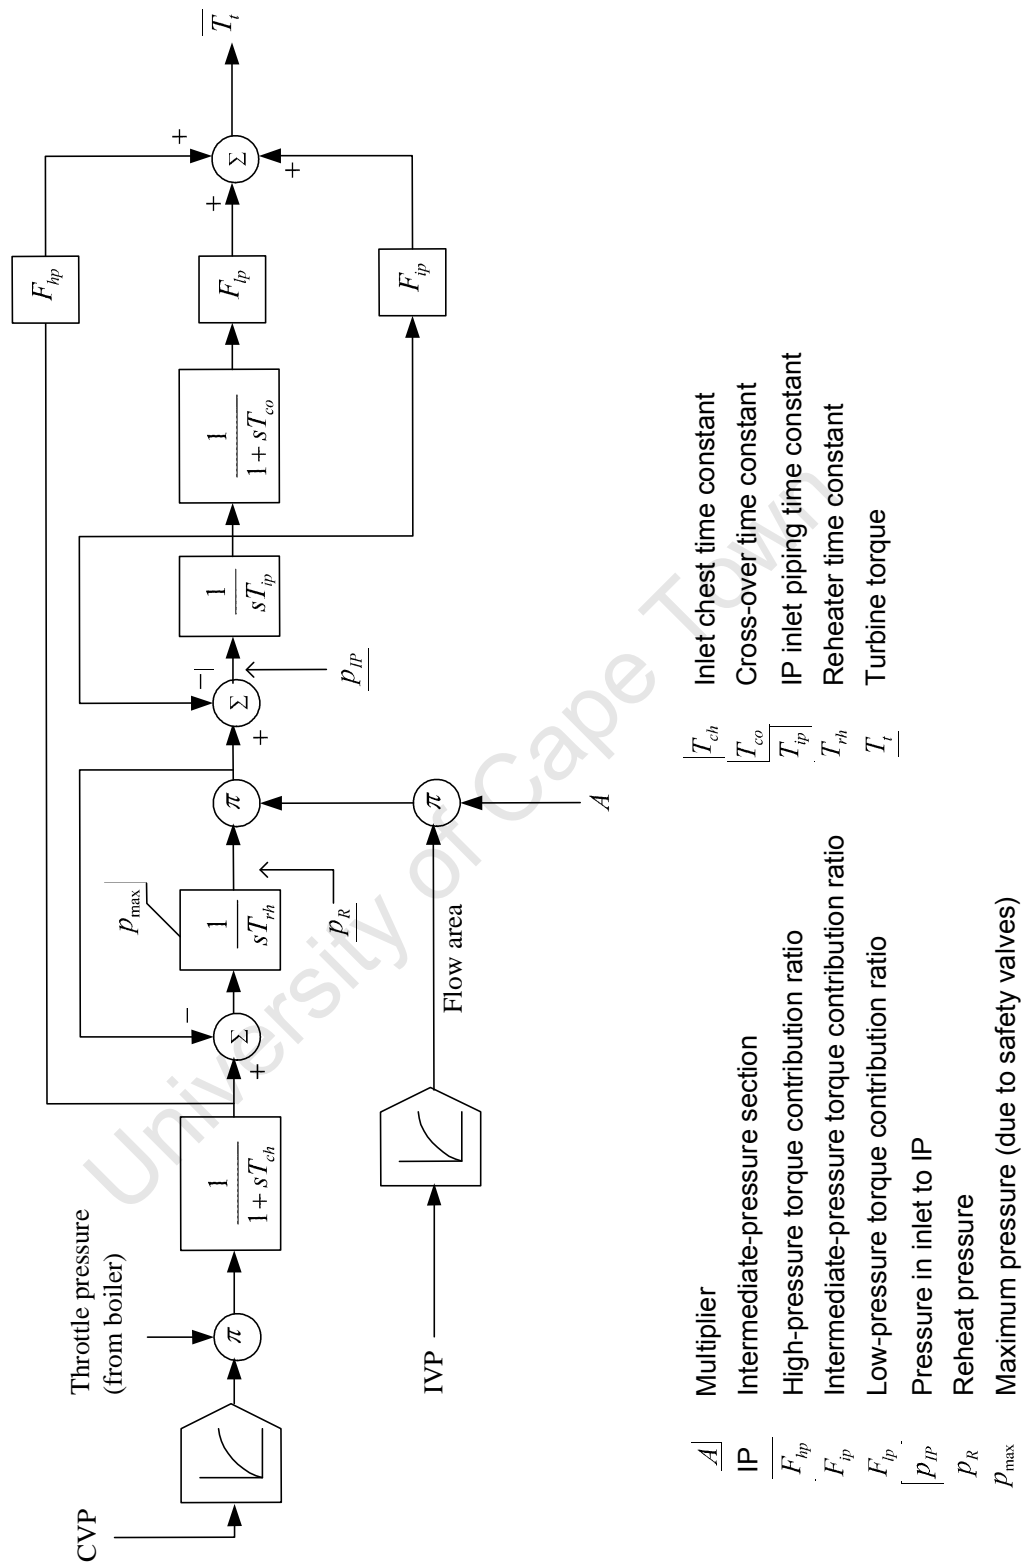 CVP
Throttle pressure
(from boiler)
π
1
1 + sT_ch
+
Σ
−
p_max
1
sT_rh
p_R
π
+
Σ
−
p_IP
1
sT_ip
1
1 + sT_co
F_hp
F_lp
F_ip
+
+
+
Σ
T_t
IVP
Flow area
π
A
A Multiplier
IP Intermediate-pressure section
F_hp High-pressure torque contribution ratio
F_ip Intermediate-pressure torque contribution ratio
F_lp Low-pressure torque contribution ratio
p_IP Pressure in inlet to IP
p_R Reheat pressure
p_max Maximum pressure (due to safety valves)
T_ch Inlet chest time constant
T_co Cross-over time constant
T_ip IP inlet piping time constant
T_rh Reheater time constant
T_t Turbine torque
University of Cape Town